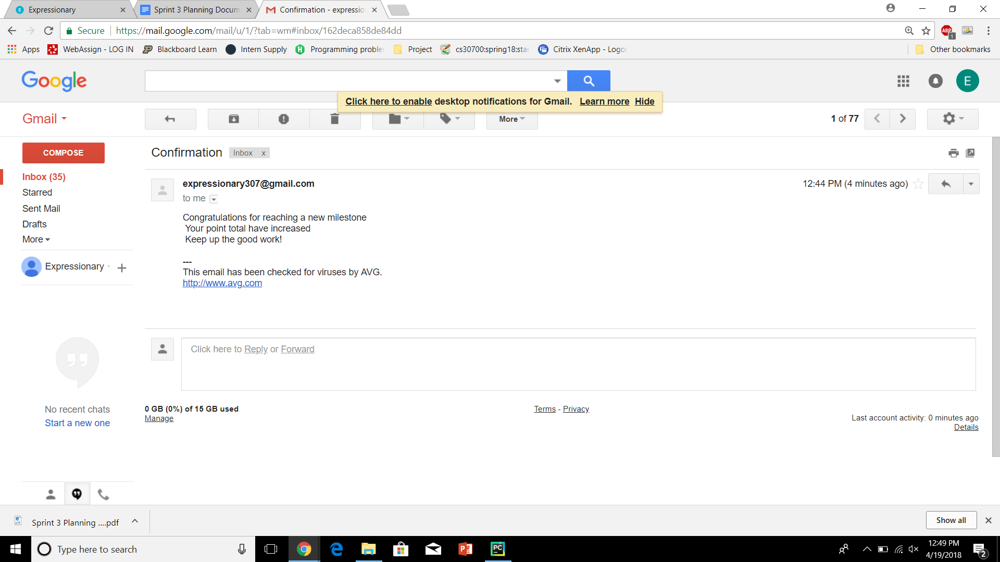 Expressionary
Sprint 3 Planning Docum
Confirmation - expressio
Secure
https://mail.google.com/mail/u/1/?tab=wm#inbox/162deca858de84dd
ABP
1
Apps
WebAssign - LOG IN
Blackboard Learn
Intern Supply
Programming proble
Project
cs30700:spring18:sta
Citrix XenApp - Logo
Other bookmarks
Google
E
Click here to enable desktop notifications for Gmail. Learn more Hide
Gmail
More
1 of 77
COMPOSE
Confirmation
Inbox x
Inbox (35)
Starred
Sent Mail
Drafts
More
Expressionary
expressionary307@gmail.com
12:44 PM (4 minutes ago)
to me
Congratulations for reaching a new milestone
Your point total have increased
Keep up the good work!
---
This email has been checked for viruses by AVG.
http://www.avg.com
Click here to Reply or Forward
No recent chats
Start a new one
0 GB (0%) of 15 GB used
Manage
Terms - Privacy
Last account activity: 0 minutes ago
Details
Sprint 3 Planning ....pdf
Show all
Type here to search
PC
12:49 PM
4/19/2018
2